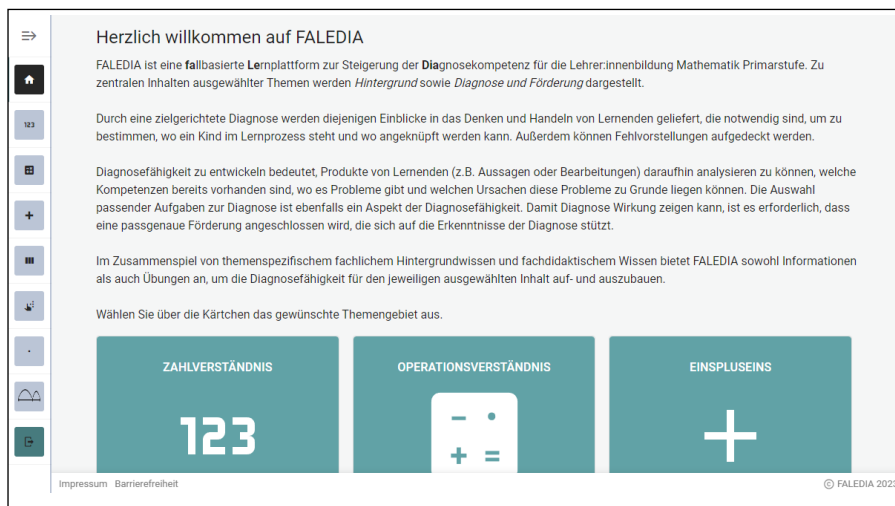 Herzlich willkommen auf FALEDIA
FALEDIA ist eine fallbasierte Lernplattform zur Steigerung der Diagnosekompetenz für die Lehrer:innenbildung Mathematik Primarstufe. Zu
zentralen Inhalten ausgewählter Themen werden Hintergrund sowie Diagnose und Förderung dargestellt.
Durch eine zielgerichtete Diagnose werden diejenigen Einblicke in das Denken und Handeln von Lernenden geliefert, die notwendig sind, um zu
bestimmen, wo ein Kind im Lernprozess steht und wo angeknüpft werden kann. Außerdem können Fehlvorstellungen aufgedeckt werden.
Diagnosefähigkeit zu entwickeln bedeutet, Produkte von Lernenden (z.B. Aussagen oder Bearbeitungen) daraufhin analysieren zu können, welche
Kompetenzen bereits vorhanden sind, wo es Probleme gibt und welchen Ursachen diese Probleme zu Grunde liegen können. Die Auswahl
passender Aufgaben zur Diagnose ist ebenfalls ein Aspekt der Diagnosefähigkeit. Damit Diagnose Wirkung zeigen kann, ist es erforderlich, dass
eine passgenaue Förderung angeschlossen wird, die sich auf die Erkenntnisse der Diagnose stützt.
Im Zusammenspiel von themenspezifischem fachlichem Hintergrundwissen und fachdidaktischem Wissen bietet FALEDIA sowohl Informationen
als auch Übungen an, um die Diagnosefähigkeit für den jeweiligen ausgewählten Inhalt auf- und auszubauen.
Wählen Sie über die Kärtchen das gewünschte Themengebiet aus.
123
ZAHLVERSTÄNDNIS
123
OPERATIONSVERSTÄNDNIS
− •
+ =
EINSPLUSEINS
+
Impressum Barrierefreiheit
© FALEDIA 2023